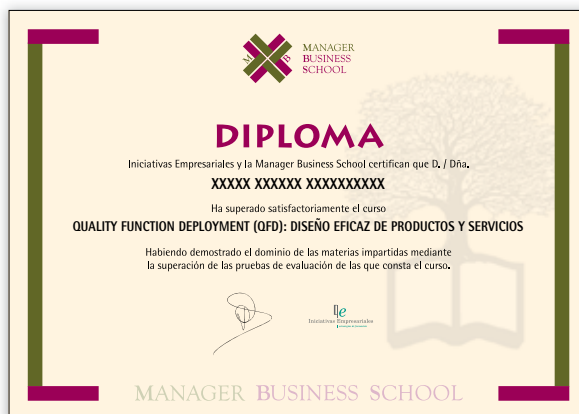 M B
MANAGER
BUSINESS
SCHOOL
DIPLOMA
Iniciativas Empresariales y la Manager Business School certifican que D. / Dña.
XXXXX XXXXXX XXXXXXXXXX
Ha superado satisfactoriamente el curso
QUALITY FUNCTION DEPLOYMENT (QFD): DISEÑO EFICAZ DE PRODUCTOS Y SERVICIOS
Habiendo demostrado el dominio de las materias impartidas mediante
la superación de las pruebas de evaluación de las que consta el curso.
Ie
Iniciativas Empresariales
MANAGER BUSINESS SCHOOL